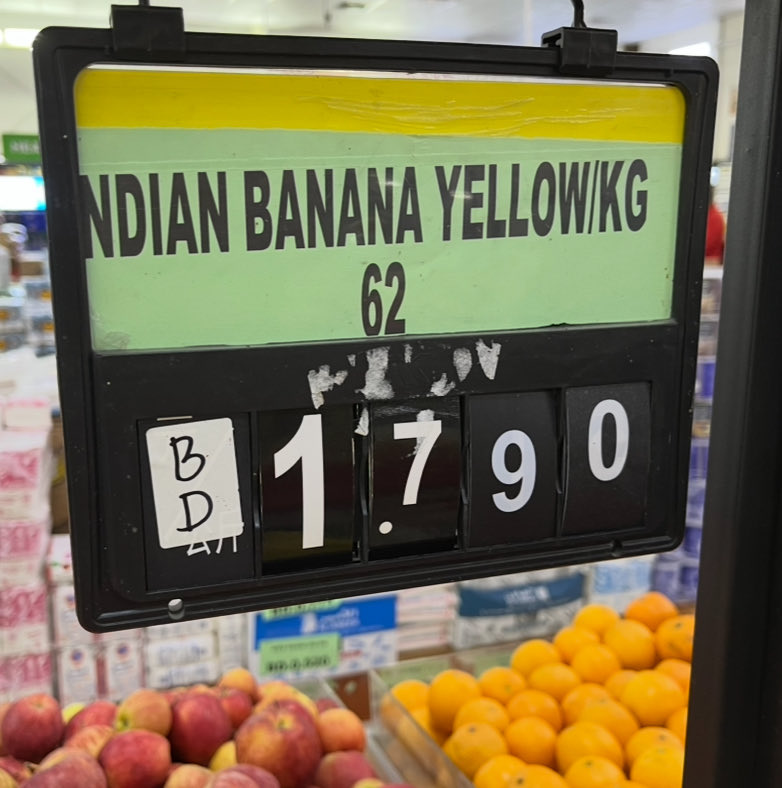 NDIAN BANANA YELLOW/KG
62
BD 1.790